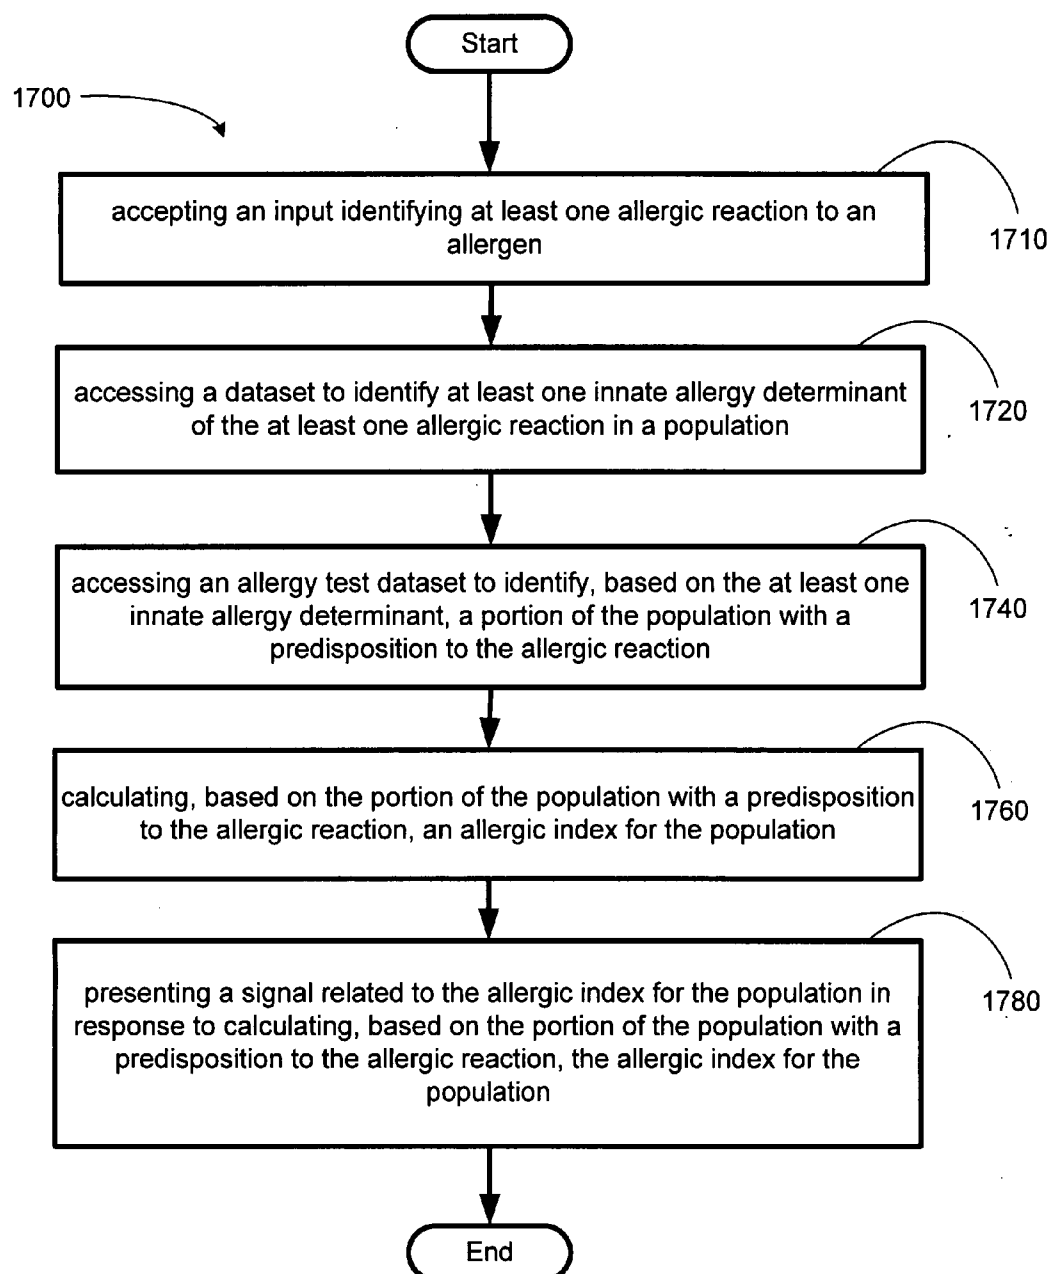 Start
1700
accepting an input identifying at least one allergic reaction to an
allergen
1710
accessing a dataset to identify at least one innate allergy determinant
of the at least one allergic reaction in a population
1720
accessing an allergy test dataset to identify, based on the at least one
innate allergy determinant, a portion of the population with a
predisposition to the allergic reaction
1740
calculating, based on the portion of the population with a predisposition
to the allergic reaction, an allergic index for the population
1760
presenting a signal related to the allergic index for the population in
response to calculating, based on the portion of the population with a
predisposition to the allergic reaction, the allergic index for the
population
1780
End